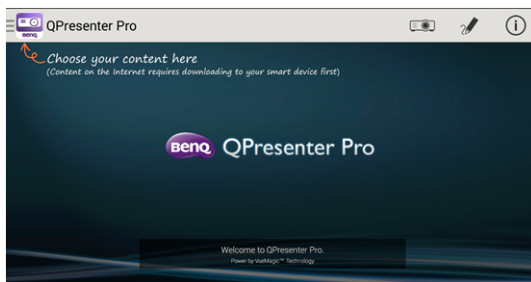 QPresenter Pro
BenQ
Choose your content here
(Content on the Internet requires downloading to your smart device first)
BenQ QPresenter Pro
Welcome to QPresenter Pro.
Power by VueMagic™ Technology